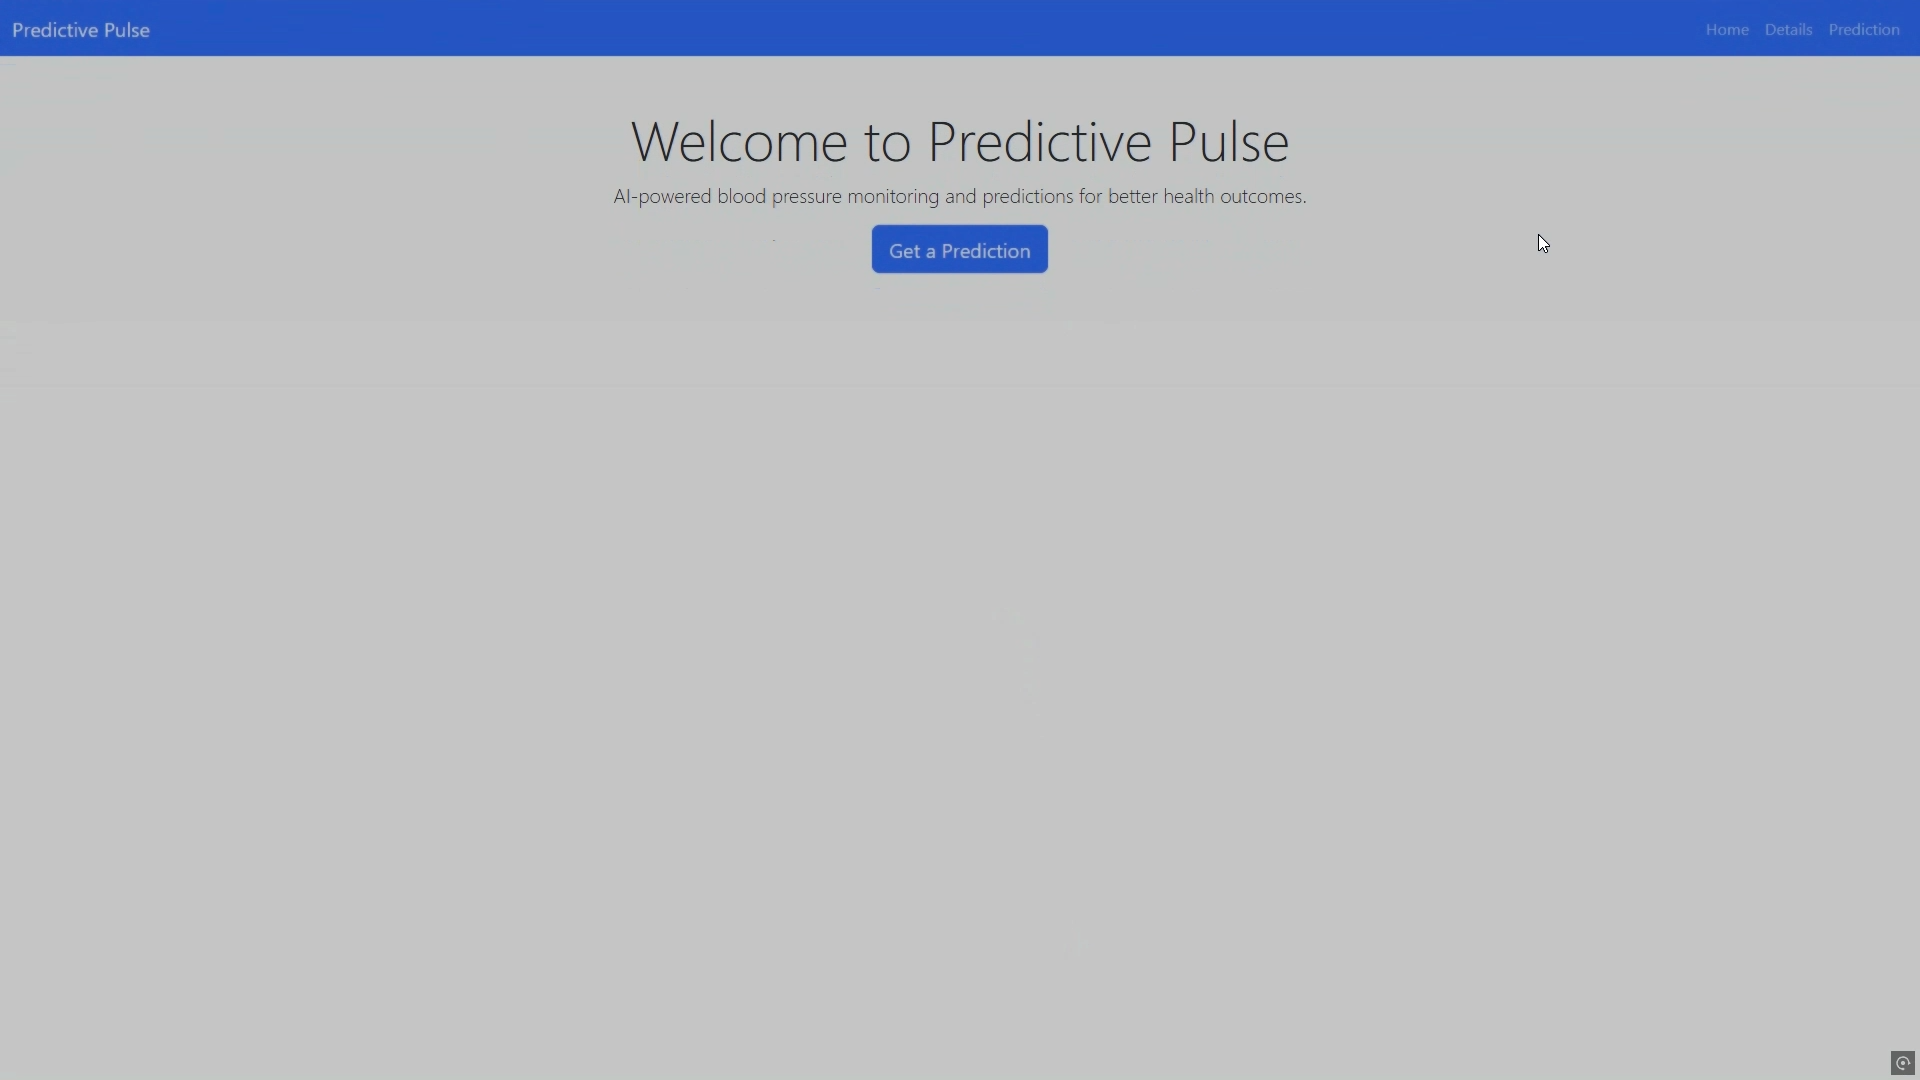 Predictive Pulse
Home Details Prediction
Welcome to Predictive Pulse
AI-powered blood pressure monitoring and predictions for better health outcomes.
Get a Prediction